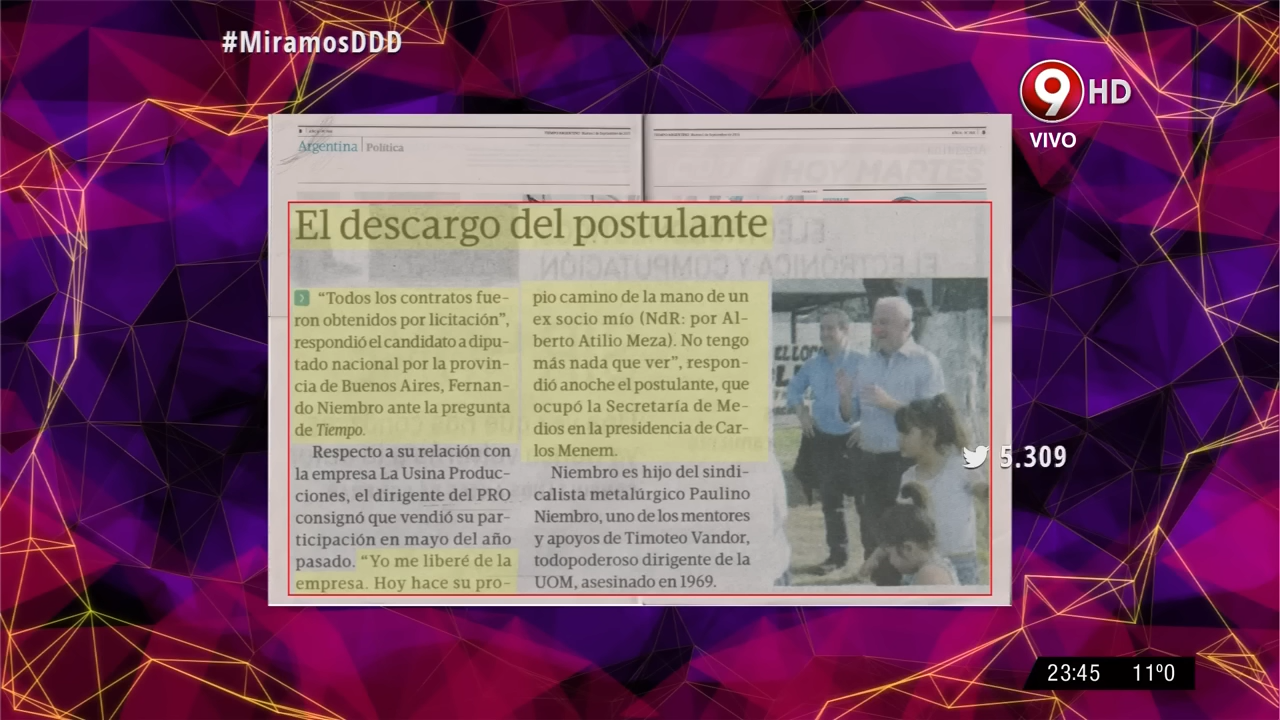 #MiramosDDD
9 HD
VIVO
Argentina | Política
El descargo del postulante
“Todos los contratos fue-
ron obtenidos por licitación”,
respondió el candidato a dipu-
tado nacional por la provin-
cia de Buenos Aires, Fernan-
do Niembro ante la pregunta
de Tiempo.
Respecto a su relación con
la empresa La Usina Produc-
ciones, el dirigente del PRO
consignó que vendió su par-
ticipación en mayo del año
pasado. “Yo me liberé de la
empresa. Hoy hace su pro-
pio camino de la mano de un
ex socio mío (NdR: por Al-
berto Atilio Meza). No tengo
más nada que ver”, respon-
dió anoche el postulante, que
ocupó la Secretaría de Me-
dios en la presidencia de Car-
los Menem.
Niembro es hijo del sindi-
calista metalúrgico Paulino
Niembro, uno de los mentores
y apoyos de Timoteo Vandor,
todopoderoso dirigente de la
UOM, asesinado en 1969.
5.309
23:45 11º0